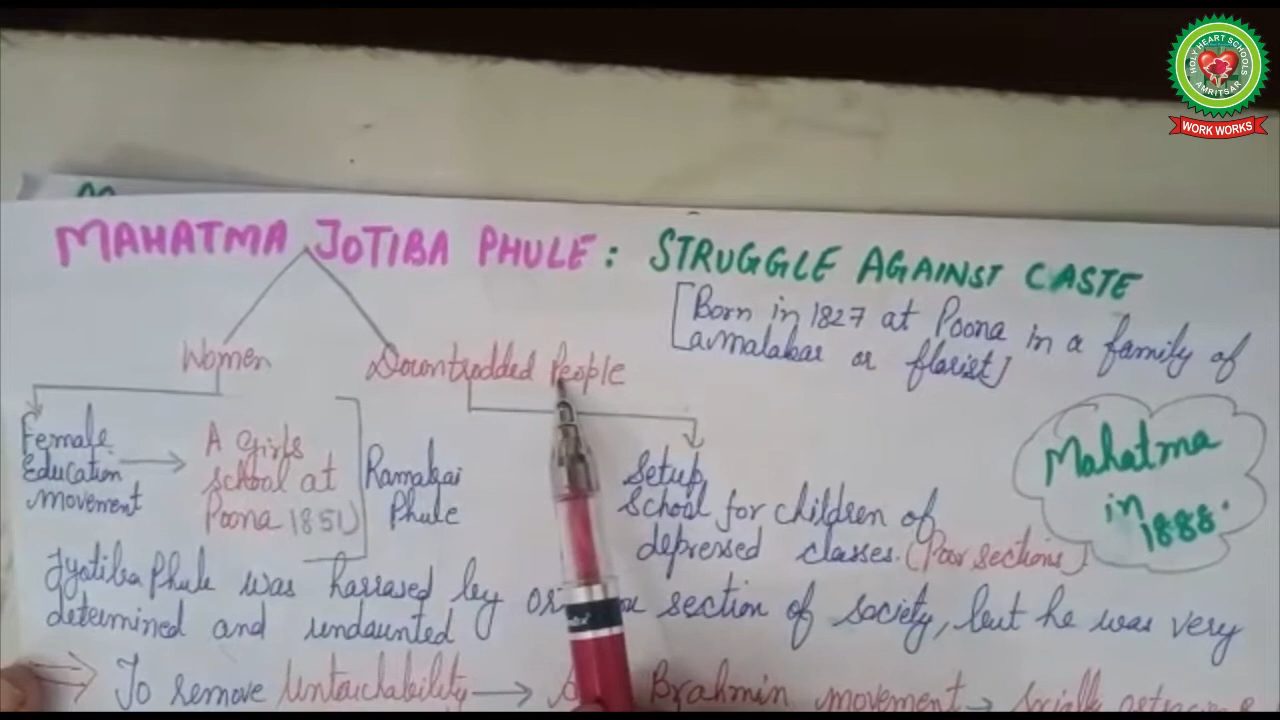 HOLY HEART SCHOOLS
AMRITSAR
WORK WORKS
MAHATMA JOTIBA PHULE : STRUGGLE AGAINST CASTE
[Born in 1827 at Poona in a family of
amalabar or florist]
Women
Downtrodded People
Female
Education
movement
A girls
school at
Poona 1851)
Ramabai
Phule
Setup
School for children of
depressed classes. (Poor sections)
Mahatma
in
1888.
Jyotiba Phule was harrased by section of society, but he was very
determined and undaunted
To remove Untouchability → Brahmin movement →